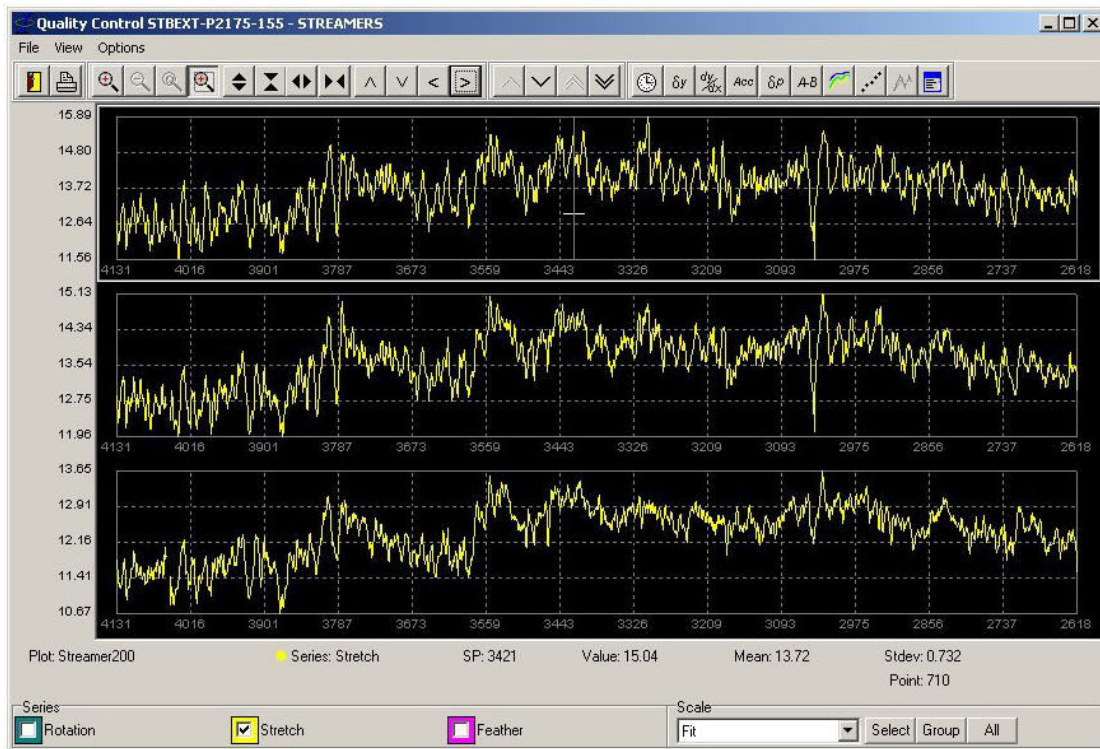 Quality Control STBEXT-P2175-155 - STREAMERS
File View Options
^ v < > δy dy/dx Acc δp A-B
15.89
14.80
13.72
12.64
11.56
4131 4016 3901 3787 3673 3559 3443 3326 3209 3093 2975 2856 2737 2618
15.13
14.34
13.54
12.75
11.96
4131 4016 3901 3787 3673 3559 3443 3326 3209 3093 2975 2856 2737 2618
13.65
12.91
12.16
11.41
10.67
4131 4016 3901 3787 3673 3559 3443 3326 3209 3093 2975 2856 2737 2618
Plot: Streamer200 Series: Stretch SP: 3421 Value: 15.04 Mean: 13.72 Stdev: 0.732
Point: 710
Series Scale
Rotation Stretch Feather Fit Select Group All